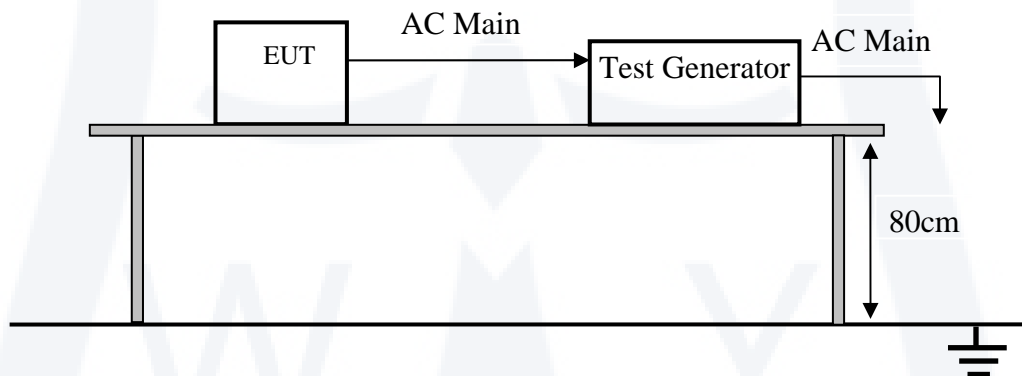 AC Main
EUT
Test Generator
AC Main
80cm
W
Y